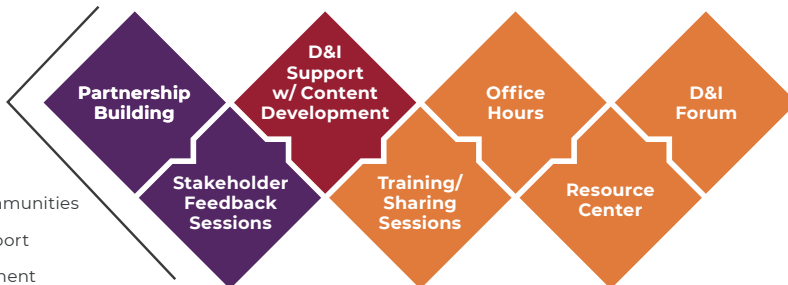 Partnership
Building
D&I
Support
w/ Content
Development
Office
Hours
D&I
Forum
Stakeholder
Feedback
Sessions
Training/
Sharing
Sessions
Resource
Center